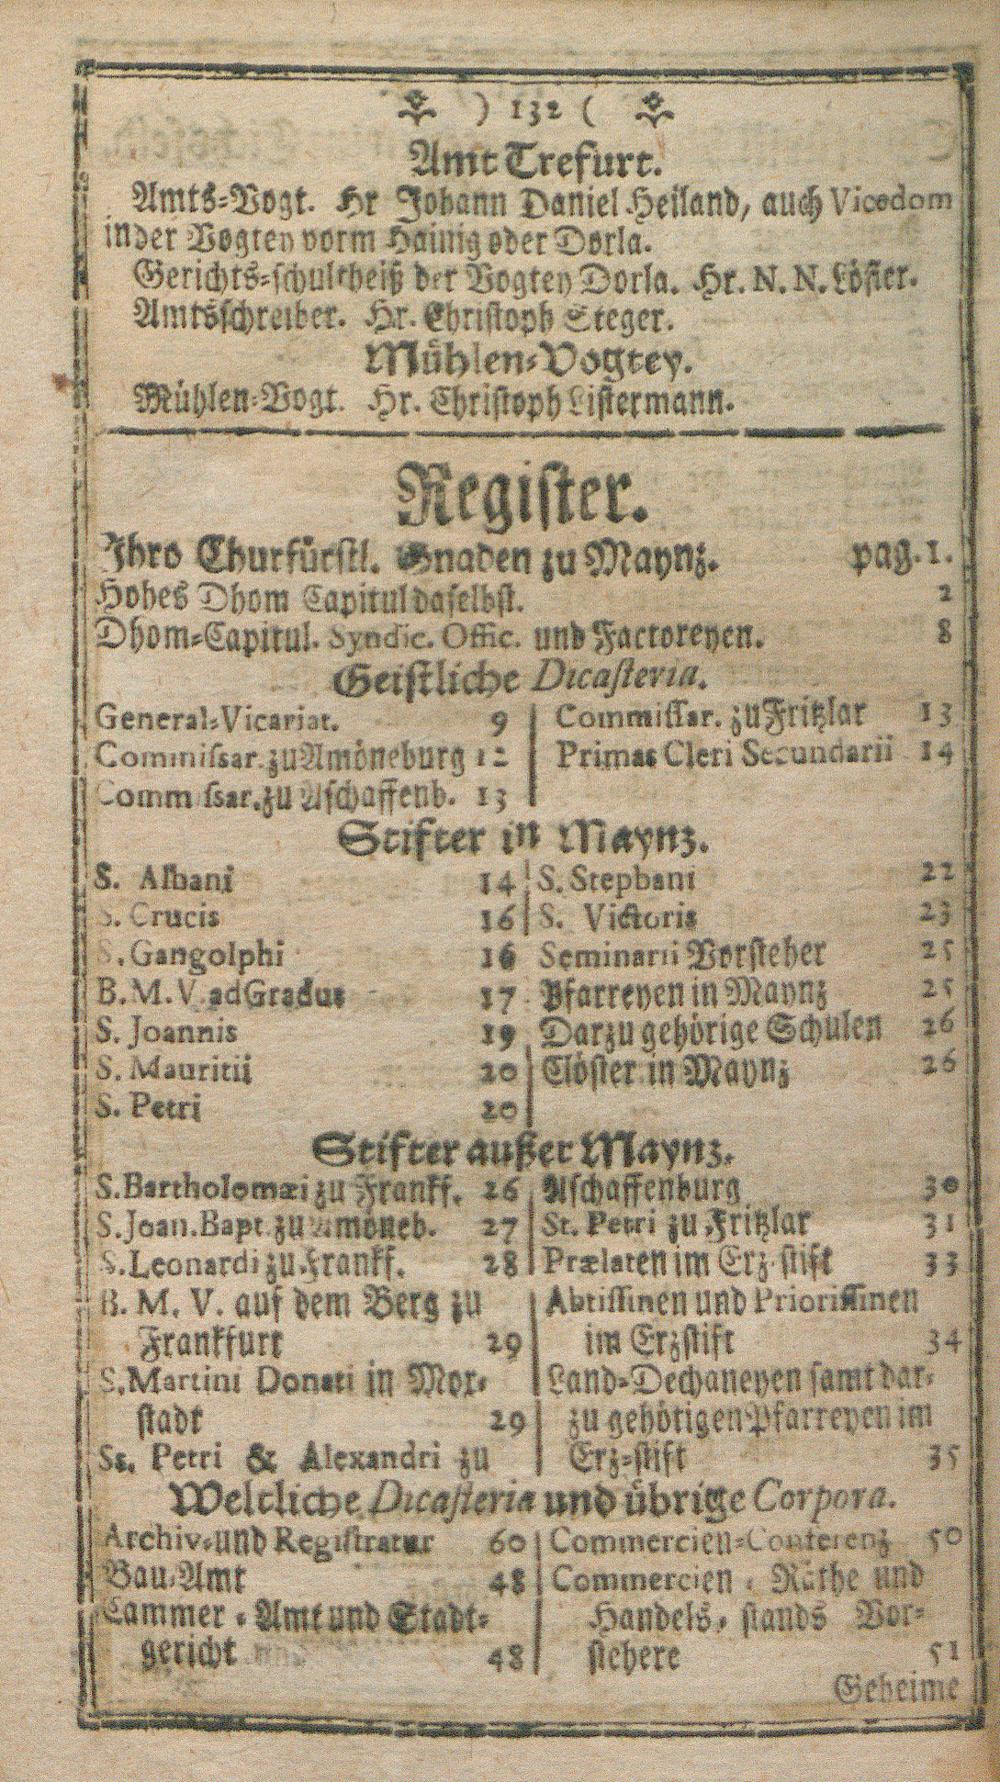 ) 132 (
Amt Trefurt.
Amts=Vogt. Hr Johann Daniel Heiland, auch Vicedom
in der Vogtey vorm Hainig oder Dorla.
Gerichts=schultheiß der Vogtey Dorla. Hr. N. N. Lösier.
Amtsschreiber. Hr. Christoph Steger.
Mühlen=Vogtey.
Mühlen=Vogt. Hr. Christoph Listermann.
Register.
Ihro Churfürstl. Gnaden zu Maynz. pag. 1.
Hohes Dhom Capitul daselbst. 2
Dhom=Capitul. Syndic. Offic. und Factoreyen. 8
Geistliche Dicasteria.
General=Vicariat. 9
Commissar. zu Amöneburg 12
Commissar. zu Aschaffenb. 13
Commissar. zu Fritzlar 13
Primas Cleri Secundarii 14
Stifter in Maynz.
S. Albani 14
S. Crucis 16
S. Gangolphi 16
B. M. V. ad Gradus 17
S. Joannis 19
S. Mauritii 20
S. Petri 20
S. Stephani 22
S. Victoris 23
Seminarii Vorsteher 25
Pfarreyen in Maynz 25
Darzu gehörige Schulen 26
Clöster in Maynz 26
Stifter außer Maynz.
S. Bartholomæi zu Franff. 26
S. Joan. Bapt. zu Amöneb. 27
S. Leonardi zu Franff. 28
B. M. V. auf dem Berg zu
Franckfurt 29
S. Martini Donati in Mor=
stadt 29
Ss. Petri & Alexandri zu
Aschaffenburg 30
St. Petri zu Fritzlar 31
Prælaten im Erz=stift 33
Abtissinen und Priorissinen
im Erzstift 34
Land=Dechaneyen samt dar=
zu gehörigen Pfarreyen im
Erz=stift 35
Weltliche Dicasteria und übrige Corpora.
Archiv=und Registratur 60
Bau=Amt 48
Cammer=Amt und Stadt=
gericht 48
Commercien=Conferenz 50
Commercien=Räthe und
Handels=stands Vor=
stehere 51
Geheime